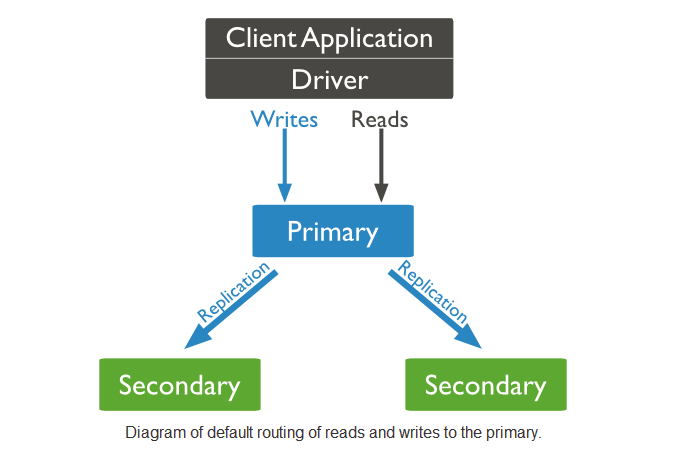 Client Application
Driver
Writes
Reads
Primary
Replication
Replication
Secondary
Secondary
Diagram of default routing of reads and writes to the primary.